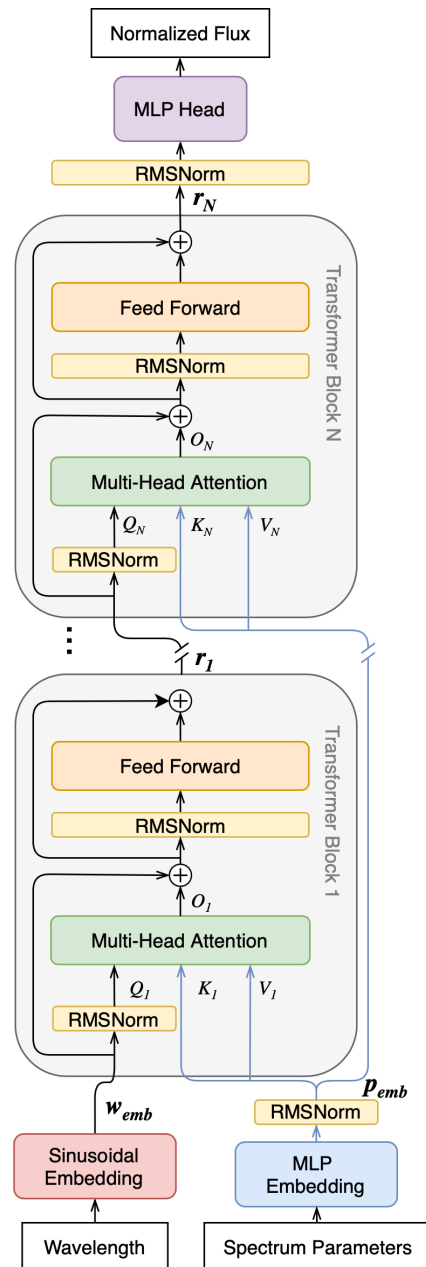 Normalized Flux
MLP Head
RMSNorm
r_N
Transformer Block N
Feed Forward
RMSNorm
O_N
Multi-Head Attention
Q_N K_N V_N
RMSNorm
...
r_1
Transformer Block 1
Feed Forward
RMSNorm
O_1
Multi-Head Attention
Q_1 K_1 V_1
RMSNorm
w_emb
p_emb
RMSNorm
Sinusoidal
Embedding
MLP
Embedding
Wavelength
Spectrum Parameters